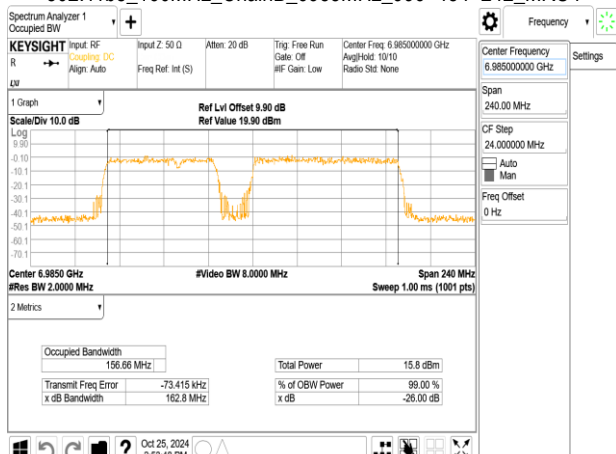 Spectrum Analyzer 1
Occupied BW
Frequency
KEYSIGHT
R
Input: RF
Coupling: DC
Align: Auto
Input Z: 50 Ω
Freq Ref: Int (S)
Atten: 20 dB
Trig: Free Run
Gate: Off
#IF Gain: Low
Center Freq: 6.985000000 GHz
Avg|Hold: 10/10
Radio Std: None
Center Frequency
6.985000000 GHz
Settings
Span
240.00 MHz
CF Step
24.000000 MHz
Auto
Man
Freq Offset
0 Hz
1 Graph
Scale/Div 10.0 dB
Ref Lvl Offset 9.90 dB
Ref Value 19.90 dBm
Log
9.90
-0.10
-10.1
-20.1
-30.1
-40.1
-50.1
-60.1
-70.1
Center 6.9850 GHz
#Res BW 2.0000 MHz
#Video BW 8.0000 MHz
Span 240 MHz
Sweep 1.00 ms (1001 pts)
2 Metrics
Occupied Bandwidth
156.66 MHz
Transmit Freq Error -73.415 kHz
x dB Bandwidth 162.8 MHz
Total Power 15.8 dBm
% of OBW Power 99.00 %
x dB -26.00 dB
?
Oct 25, 2024